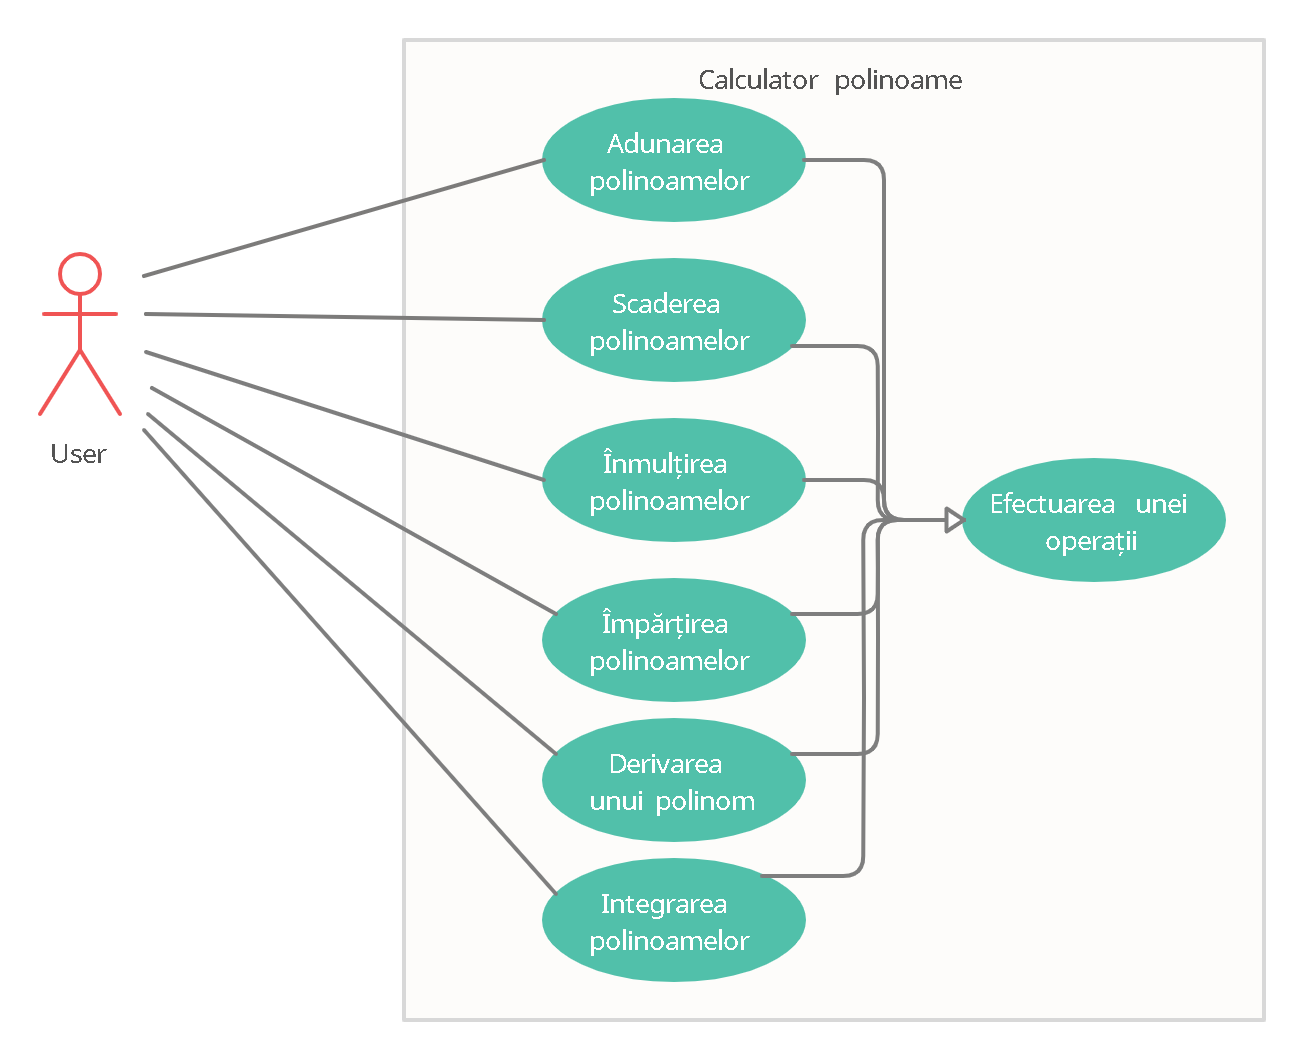 Calculator polinoame
Adunarea
polinoamelor
Scaderea
polinoamelor
User
Înmulțirea
polinoamelor
Efectuarea unei
operații
Împărțirea
polinoamelor
Derivarea
unui polinom
Integrarea
polinoamelor